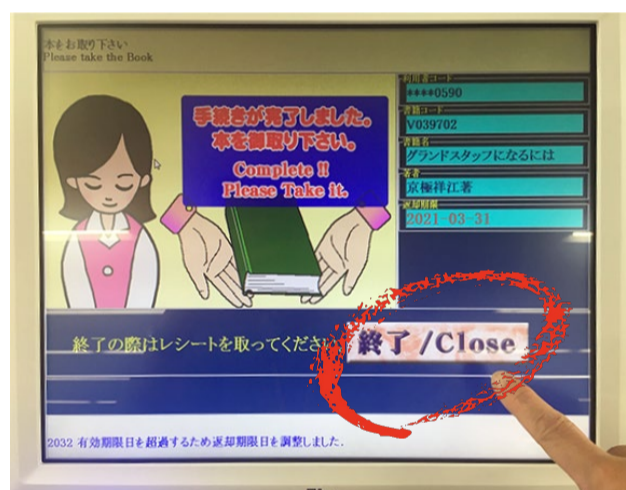 本をお取り下さい
Please take the Book
手続きが完了しました。
本を御取り下さい。
Complete !!
Please Take it.
利用者コード
****0590
書籍コード
V039702
書籍名
グランドスタッフになるには
著者
京極祥江著
返却期限
2021-03-31
終了の際はレシートを取ってください
終了/Close
2032 有効期限日を超過するため返却期限日を調整しました.